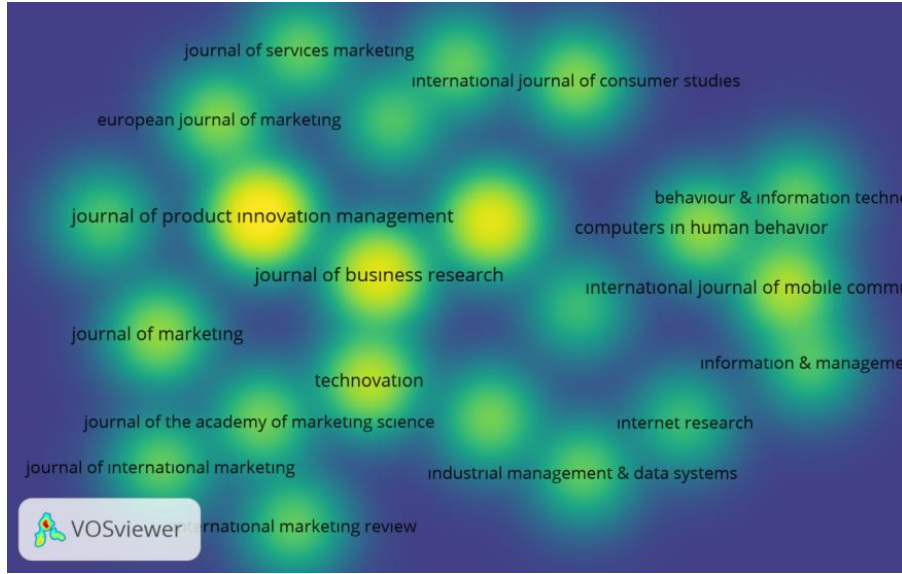 journal of services marketing
international journal of consumer studies
european journal of marketing
behaviour & information techno
journal of product innovation management
computers in human behavior
journal of business research
international journal of mobile commu
journal of marketing
information & manageme
technovation
journal of the academy of marketing science
internet research
journal of international marketing
industrial management & data systems
VOSviewer
ernational marketing review